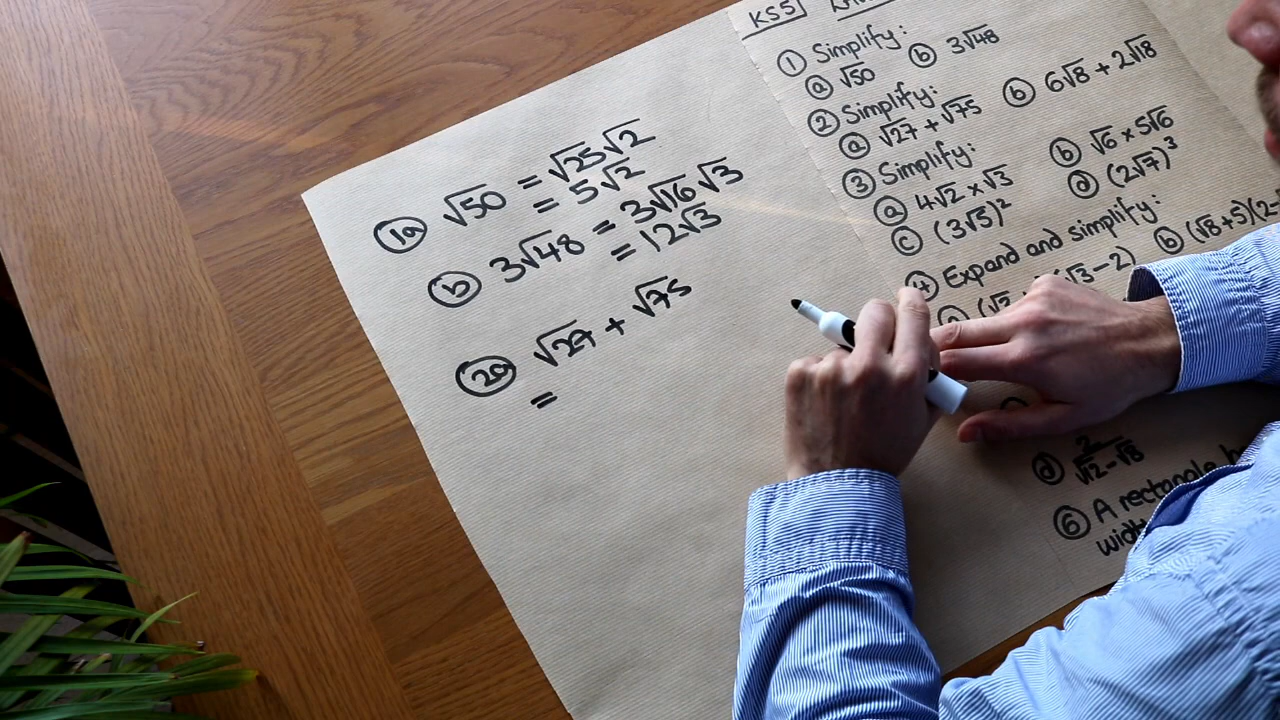 1a √50 = √25√2
= 5√2
b 3√48 = 3√16√3
= 12√3
2a √27 + √75
=
KS5
1 Simplify:
a √50 b 3√48
2 Simplify:
a √27 + √75 b 6√8 + 2√18
3 Simplify:
a 4√2 × √3 b √6 × 5√6
c (3√5)² d (2√7)³
4 Expand and simplify:
√3-2) b (√8+5)(2-
d 2/√12-√8
6 A rectangle